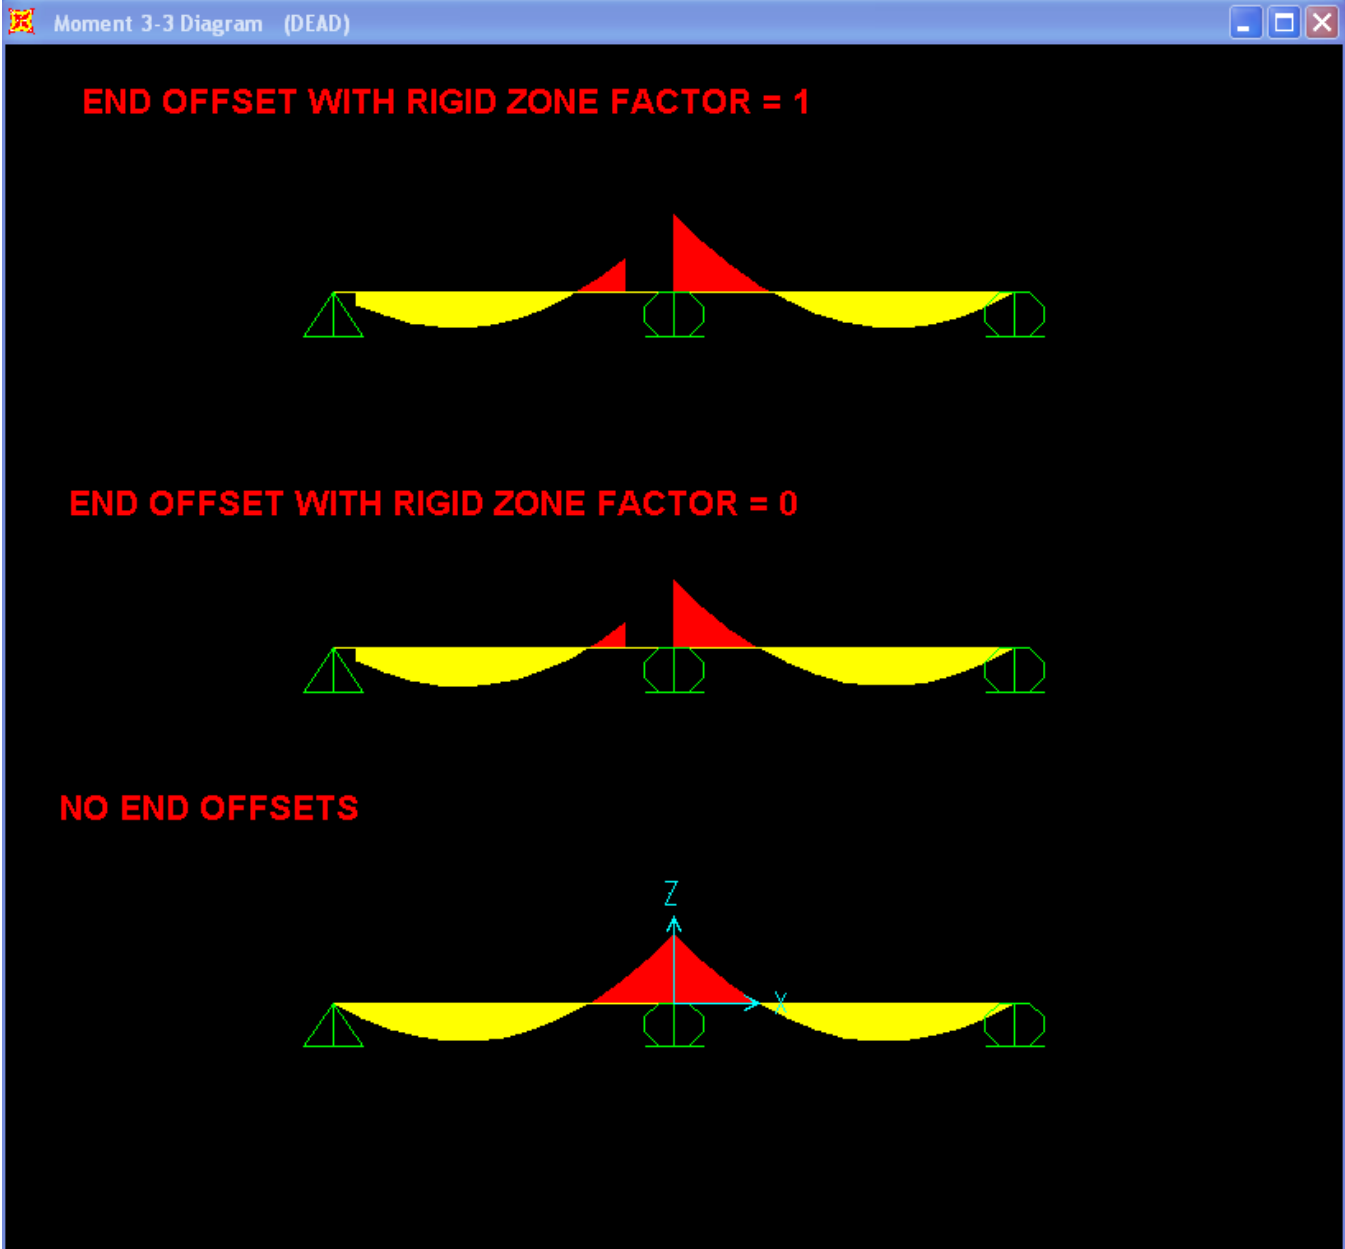 Moment 3-3 Diagram (DEAD)
END OFFSET WITH RIGID ZONE FACTOR = 1
END OFFSET WITH RIGID ZONE FACTOR = 0
NO END OFFSETS
Z
X